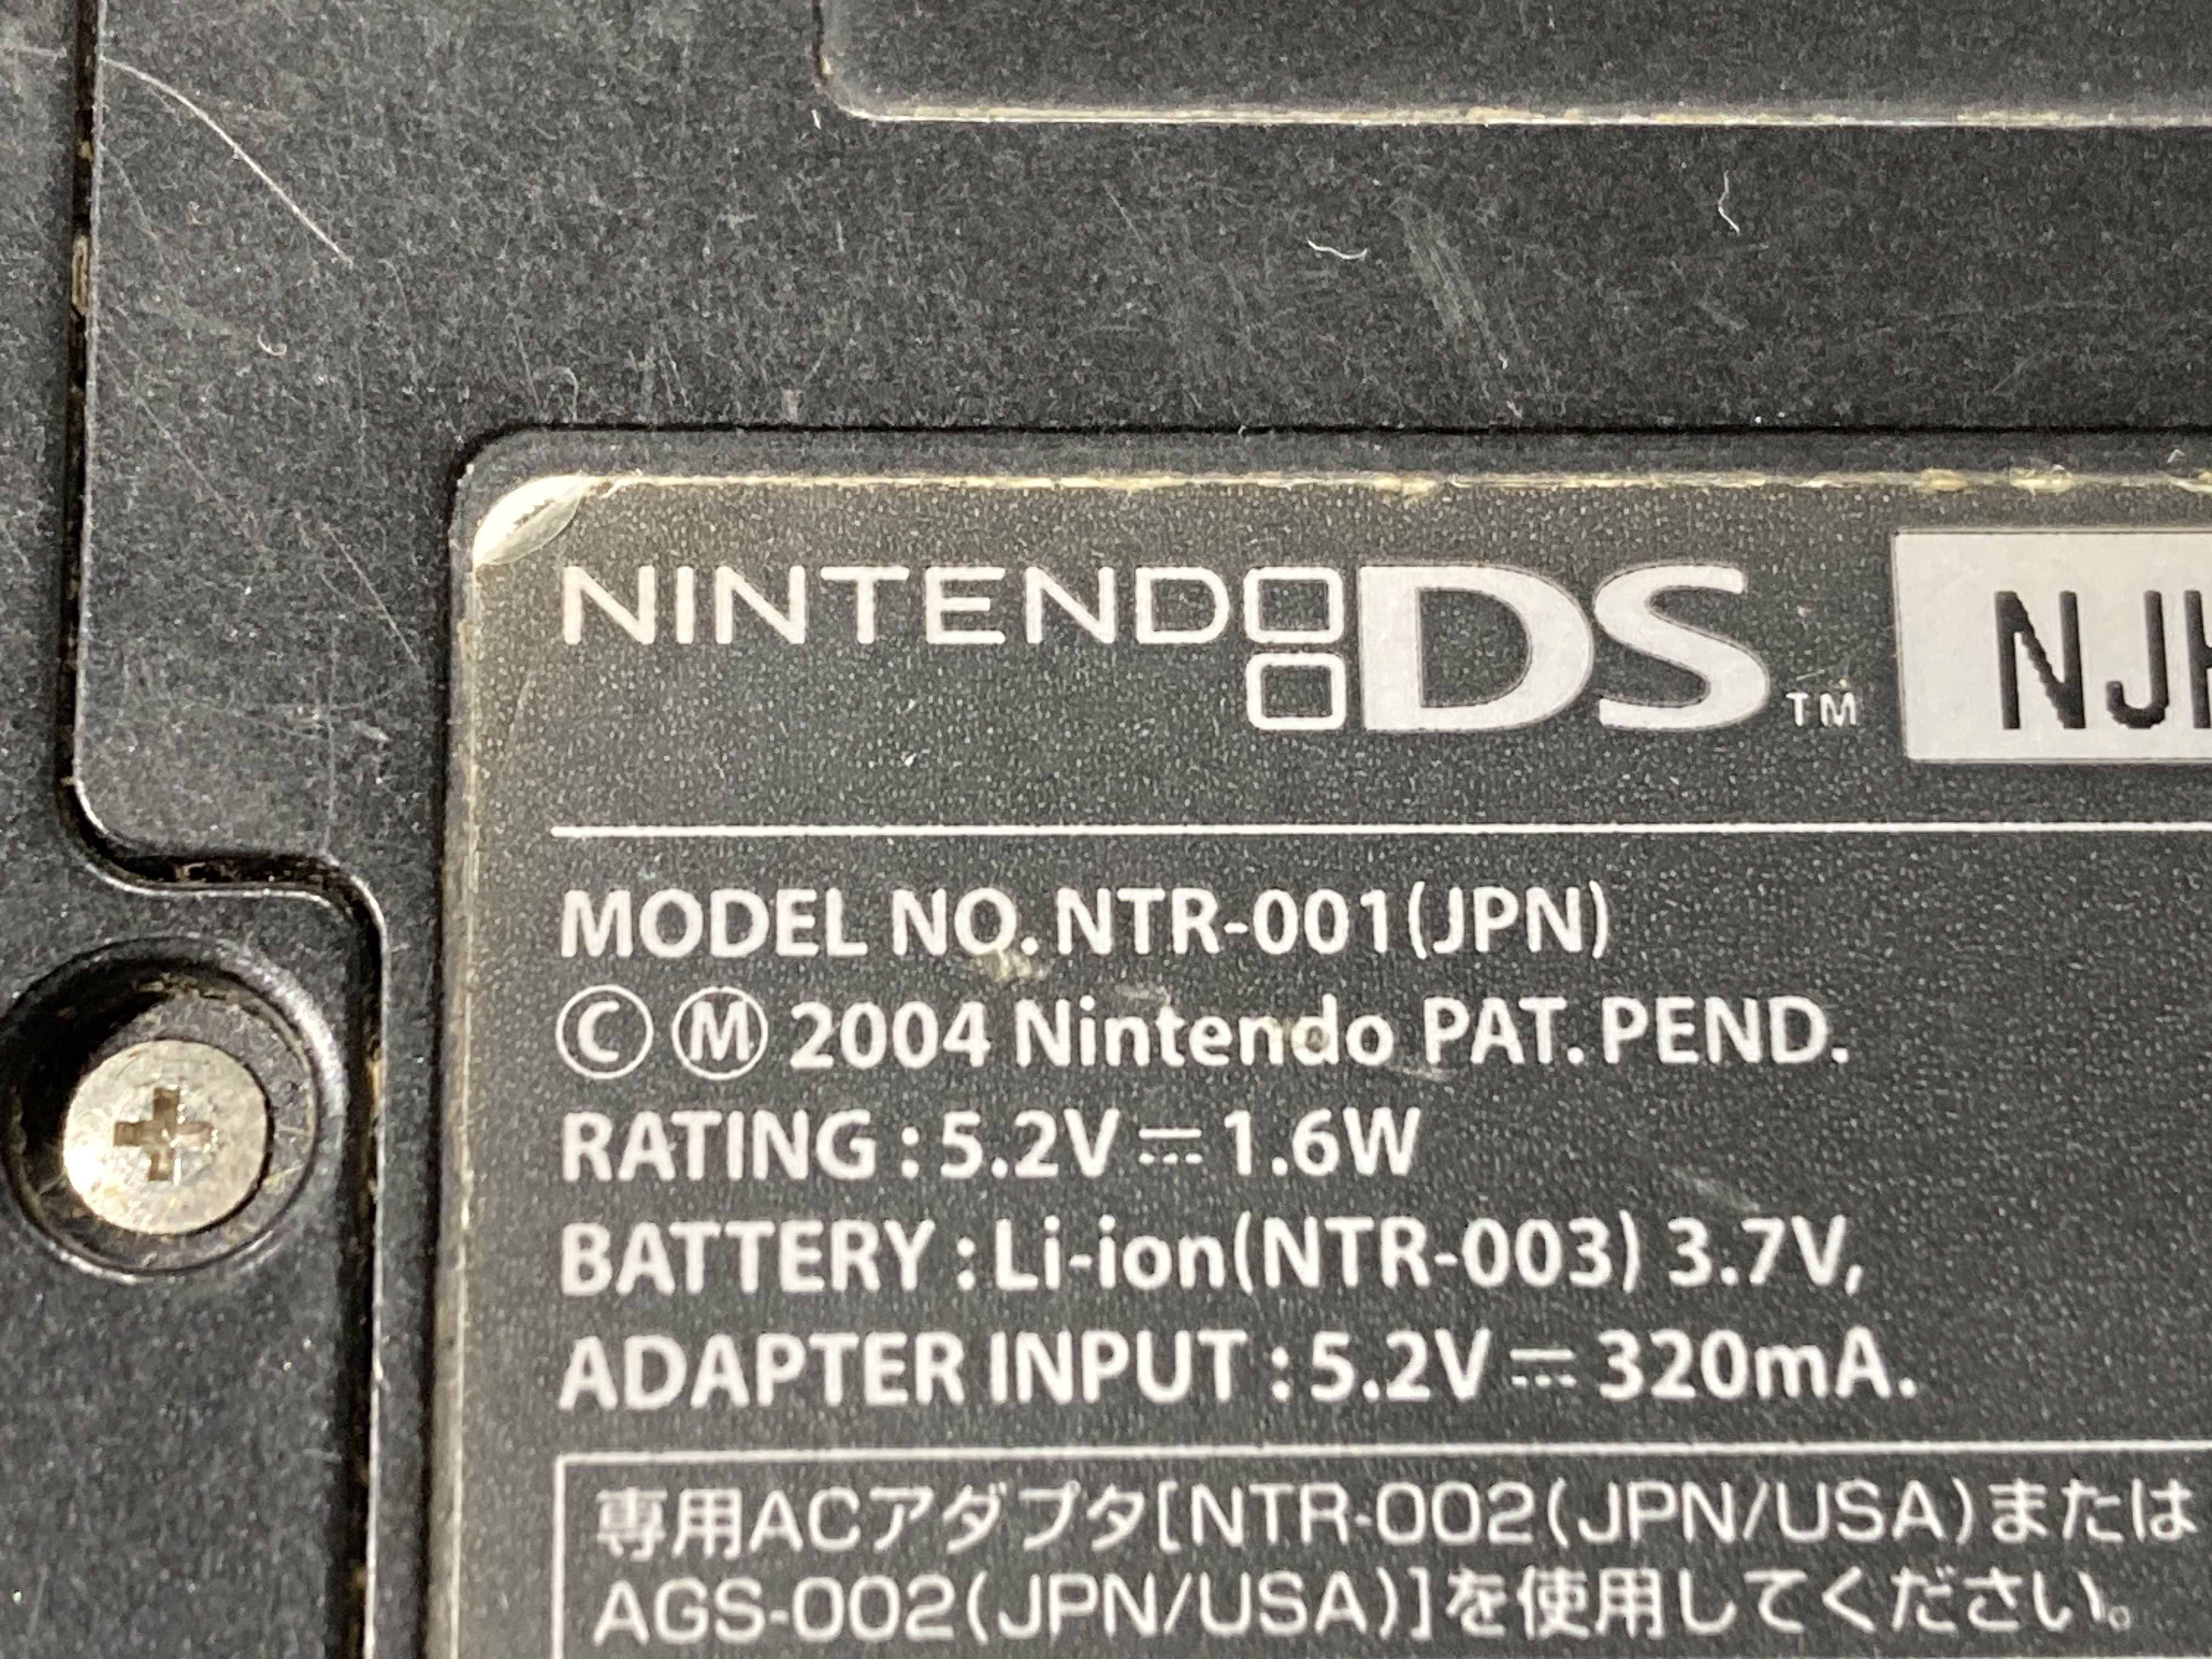 NINTENDO DS™ NJH
MODEL NO. NTR-001(JPN)
Ⓒ Ⓜ 2004 Nintendo PAT. PEND.
RATING : 5.2V ⎓ 1.6W
BATTERY : Li-ion(NTR-003) 3.7V,
ADAPTER INPUT : 5.2V ⎓ 320mA.
専用ACアダプタ[NTR-002(JPN/USA)または
AGS-002(JPN/USA)]を使用してください。